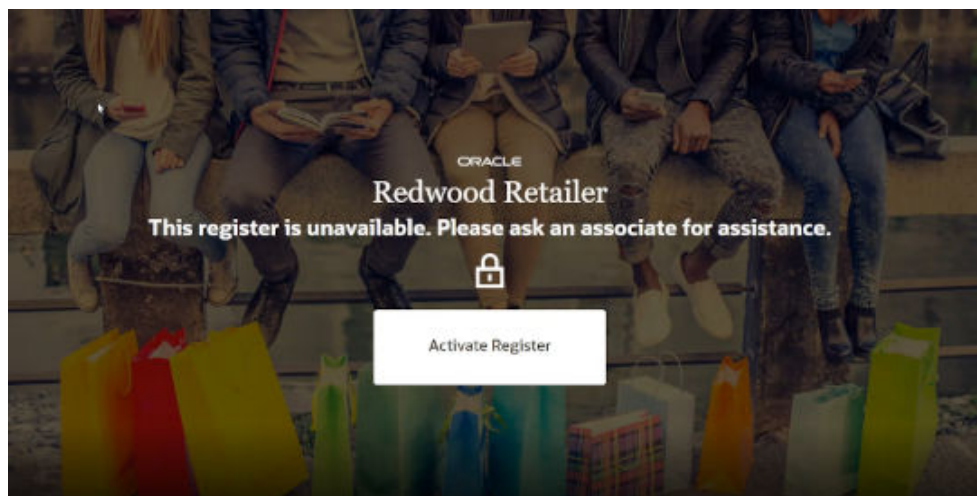 ORACLE
Redwood Retailer
This register is unavailable. Please ask an associate for assistance.
Activate Register